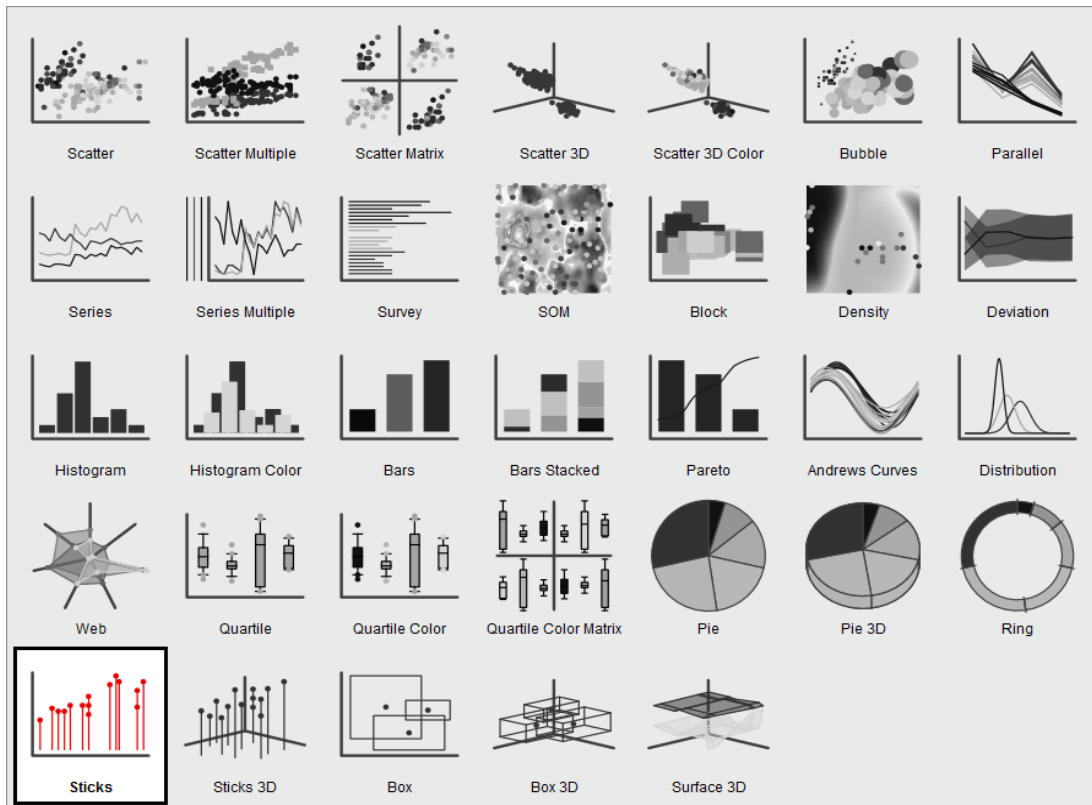 Scatter
Scatter Multiple
Scatter Matrix
Scatter 3D
Scatter 3D Color
Bubble
Parallel
Series
Series Multiple
Survey
SOM
Block
Density
Deviation
Histogram
Histogram Color
Bars
Bars Stacked
Pareto
Andrews Curves
Distribution
Web
Quartile
Quartile Color
Quartile Color Matrix
Pie
Pie 3D
Ring
Sticks
Sticks 3D
Box
Box 3D
Surface 3D